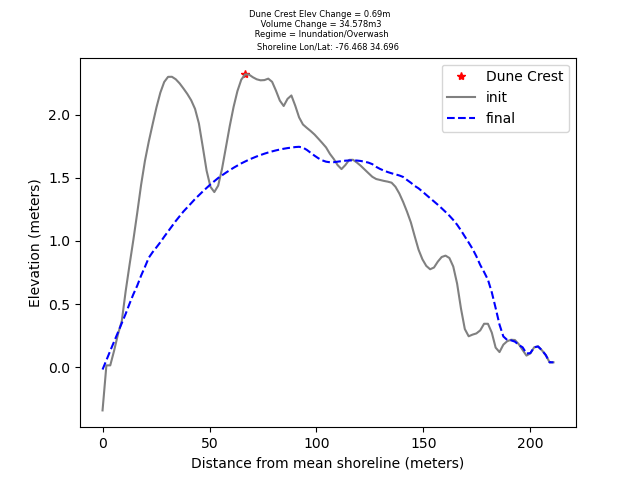 Dune Crest Elev Change = 0.69m
Volume Change = 34.578m3
Regime = Inundation/Overwash
Shoreline Lon/Lat: -76.468 34.696
Dune Crest
init
final
2.0
1.5
1.0
0.5
0.0
Elevation (meters)
0
50
100
150
200
Distance from mean shoreline (meters)